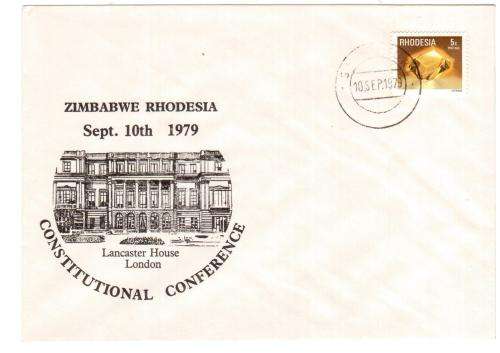 RHODESIA 5c
10.SEP.1979
ZIMBABWE RHODESIA
Sept. 10th 1979
Lancaster House
London
CONSTITUTIONAL CONFERENCE